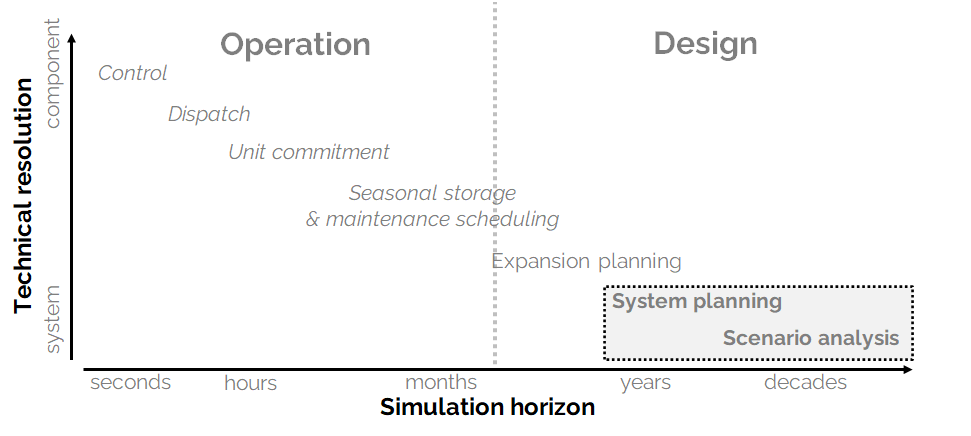 Operation
Design
Technical resolution
component
system
Control
Dispatch
Unit commitment
Seasonal storage
& maintenance scheduling
Expansion planning
System planning
Scenario analysis
seconds
hours
months
years
decades
Simulation horizon